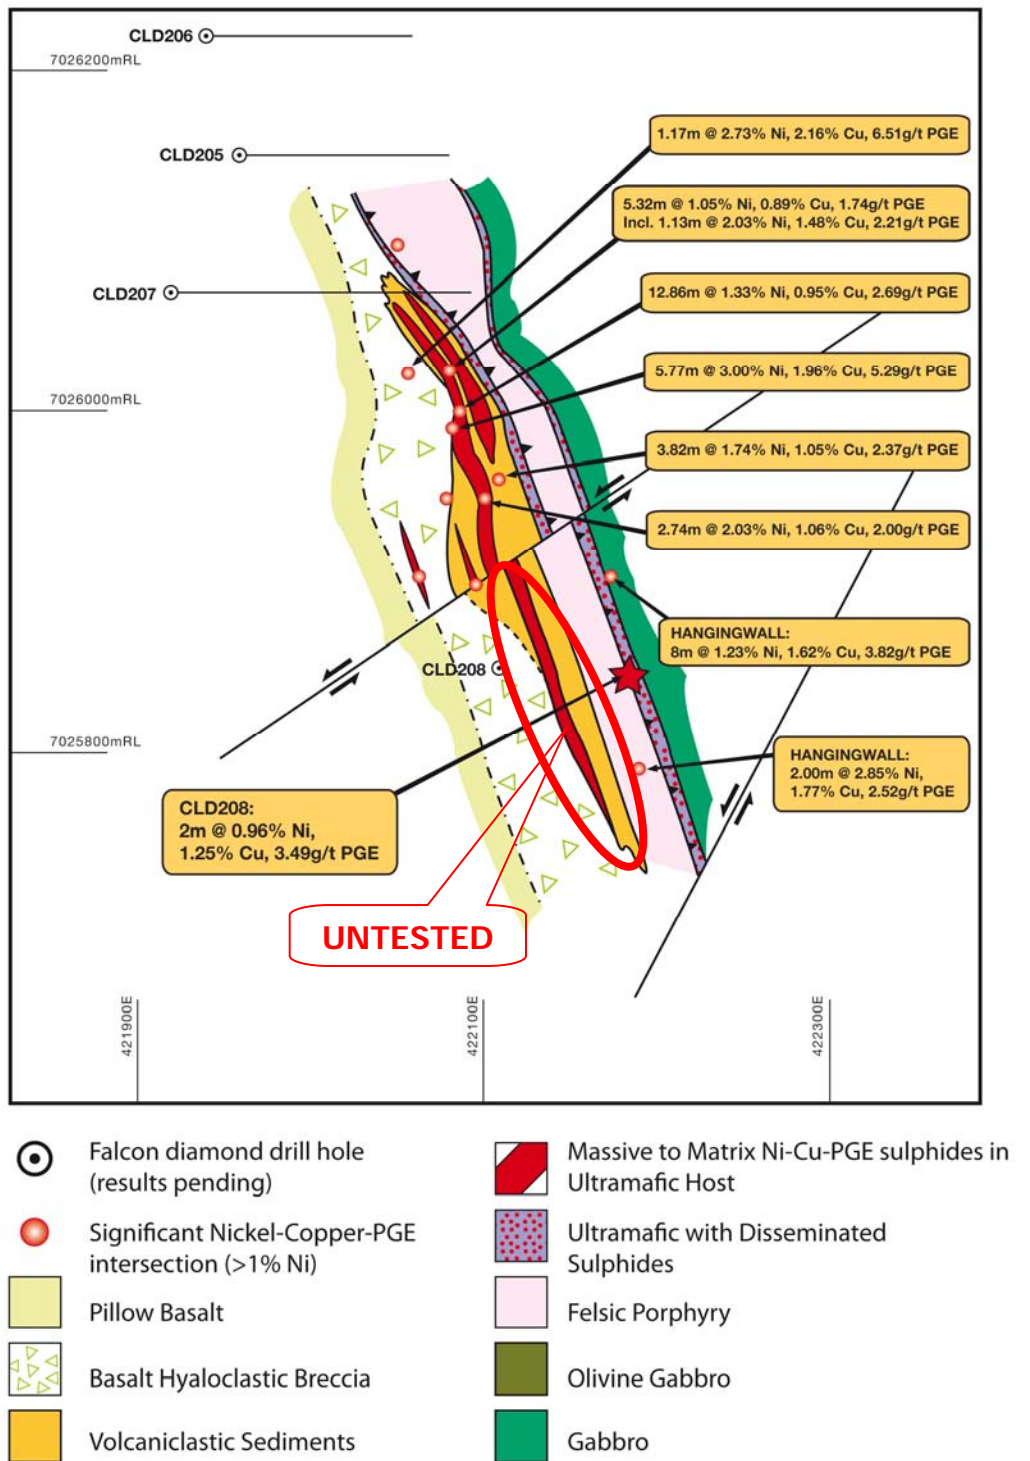 CLD206
7026200mRL
CLD205
1.17m @ 2.73% Ni, 2.16% Cu, 6.51g/t PGE
5.32m @ 1.05% Ni, 0.89% Cu, 1.74g/t PGE
Incl. 1.13m @ 2.03% Ni, 1.48% Cu, 2.21g/t PGE
CLD207
12.86m @ 1.33% Ni, 0.95% Cu, 2.69g/t PGE
5.77m @ 3.00% Ni, 1.96% Cu, 5.29g/t PGE
7026000mRL
3.82m @ 1.74% Ni, 1.05% Cu, 2.37g/t PGE
2.74m @ 2.03% Ni, 1.06% Cu, 2.00g/t PGE
HANGINGWALL:
8m @ 1.23% Ni, 1.62% Cu, 3.82g/t PGE
CLD208
7025800mRL
HANGINGWALL:
2.00m @ 2.85% Ni,
1.77% Cu, 2.52g/t PGE
CLD208:
2m @ 0.96% Ni,
1.25% Cu, 3.49g/t PGE
UNTESTED
421900E
422100E
422300E
Falcon diamond drill hole
(results pending)
Significant Nickel-Copper-PGE
intersection (>1% Ni)
Pillow Basalt
Basalt Hyaloclastic Breccia
Volcaniclastic Sediments
Massive to Matrix Ni-Cu-PGE sulphides in
Ultramafic Host
Ultramafic with Disseminated
Sulphides
Felsic Porphyry
Olivine Gabbro
Gabbro